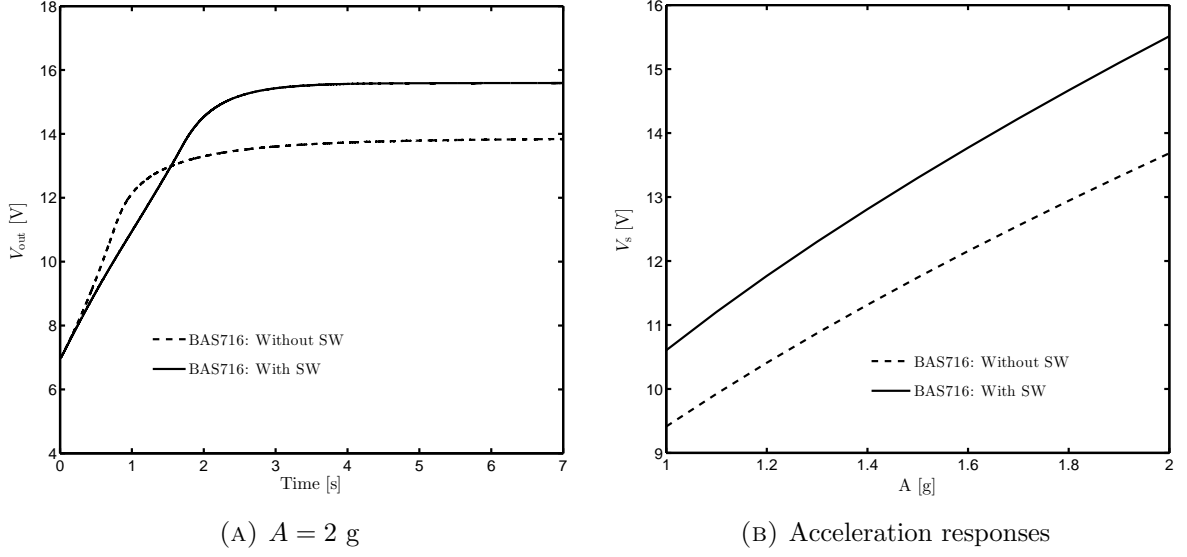 18
16
14
12
10
8
6
4
V_out [V]
BAS716: Without SW
BAS716: With SW
0 1 2 3 4 5 6 7
Time [s]
(A) A = 2 g
16
15
14
13
12
11
10
9
V_s [V]
BAS716: Without SW
BAS716: With SW
1 1.2 1.4 1.6 1.8 2
A [g]
(B) Acceleration responses